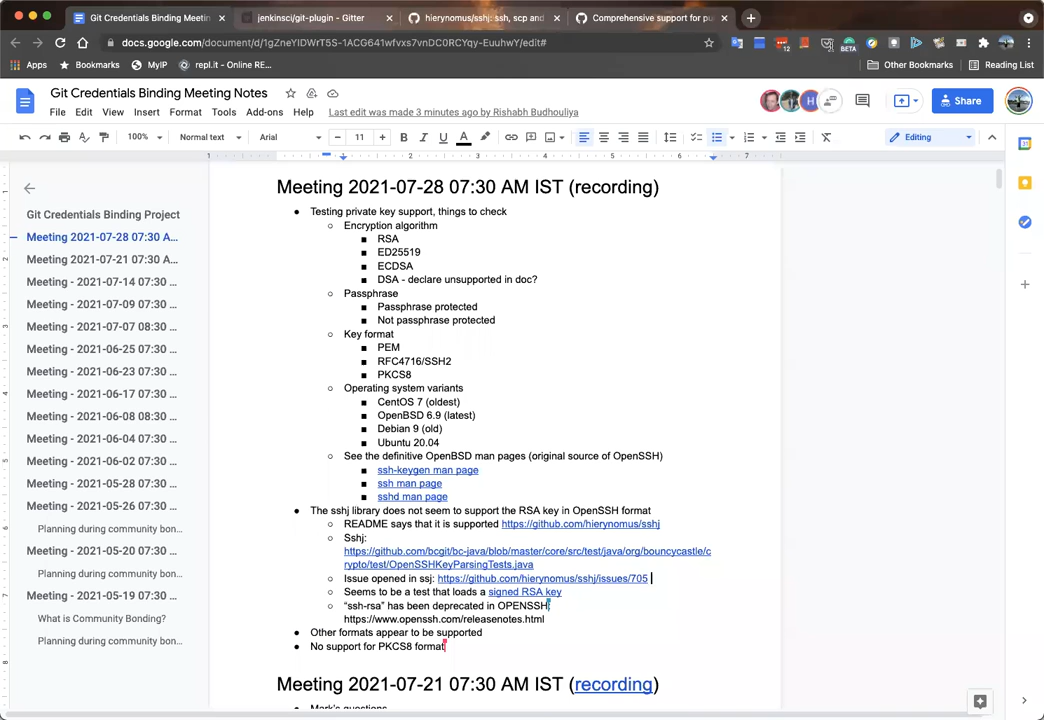 Git Credentials Binding Meetin
jenkinsci/git-plugin - Gitter
hierynomus/sshj: ssh, scp and
Comprehensive support for pu
docs.google.com/document/d/1gZneYIDWrT5S-1ACG641wfvxs7vnDC0RCYqy-EuuhwY/edit#
12
BETA
Apps
Bookmarks
MyIP
repl.it - Online RE...
Other Bookmarks
Reading List
Git Credentials Binding Meeting Notes
H
Share
File Edit View Insert Format Tools Add-ons Help
Last edit was made 3 minutes ago by Rishabh Budhouliya
100% Normal text Arial 11 B I U A Editing
1 1 2 3 4 5 6 7
Git Credentials Binding Project
Meeting 2021-07-28 07:30 A...
Meeting 2021-07-21 07:30 A...
Meeting - 2021-07-14 07:30 ...
Meeting - 2021-07-09 07:30 ...
Meeting - 2021-07-07 08:30 ...
Meeting - 2021-06-25 07:30 ...
Meeting - 2021-06-23 07:30 ...
Meeting - 2021-06-17 07:30 ...
Meeting - 2021-06-08 08:30 ...
Meeting - 2021-06-04 07:30 ...
Meeting - 2021-06-02 07:30 ...
Meeting - 2021-05-28 07:30 ...
Meeting - 2021-05-26 07:30 ...
Planning during community bon...
Meeting - 2021-05-20 07:30 ...
Planning during community bon...
Meeting - 2021-05-19 07:30 ...
What is Community Bonding?
Planning during community bon...
Meeting 2021-07-28 07:30 AM IST (recording)
Testing private key support, things to check
Encryption algorithm
RSA
ED25519
ECDSA
DSA - declare unsupported in doc?
Passphrase
Passphrase protected
Not passphrase protected
Key format
PEM
RFC4716/SSH2
PKCS8
Operating system variants
CentOS 7 (oldest)
OpenBSD 6.9 (latest)
Debian 9 (old)
Ubuntu 20.04
See the definitive OpenBSD man pages (original source of OpenSSH)
ssh-keygen man page
ssh man page
sshd man page
The sshj library does not seem to support the RSA key in OpenSSH format
README says that it is supported https://github.com/hierynomus/sshj
Sshj:
https://github.com/bcgit/bc-java/blob/master/core/src/test/java/org/bouncycastle/c
rypto/test/OpenSSHKeyParsingTests.java
Issue opened in ssj: https://github.com/hierynomus/sshj/issues/705
Seems to be a test that loads a signed RSA key
“ssh-rsa” has been deprecated in OPENSSH:
https://www.openssh.com/releasenotes.html
Other formats appear to be supported
No support for PKCS8 format
Meeting 2021-07-21 07:30 AM IST (recording)
Mark's questions